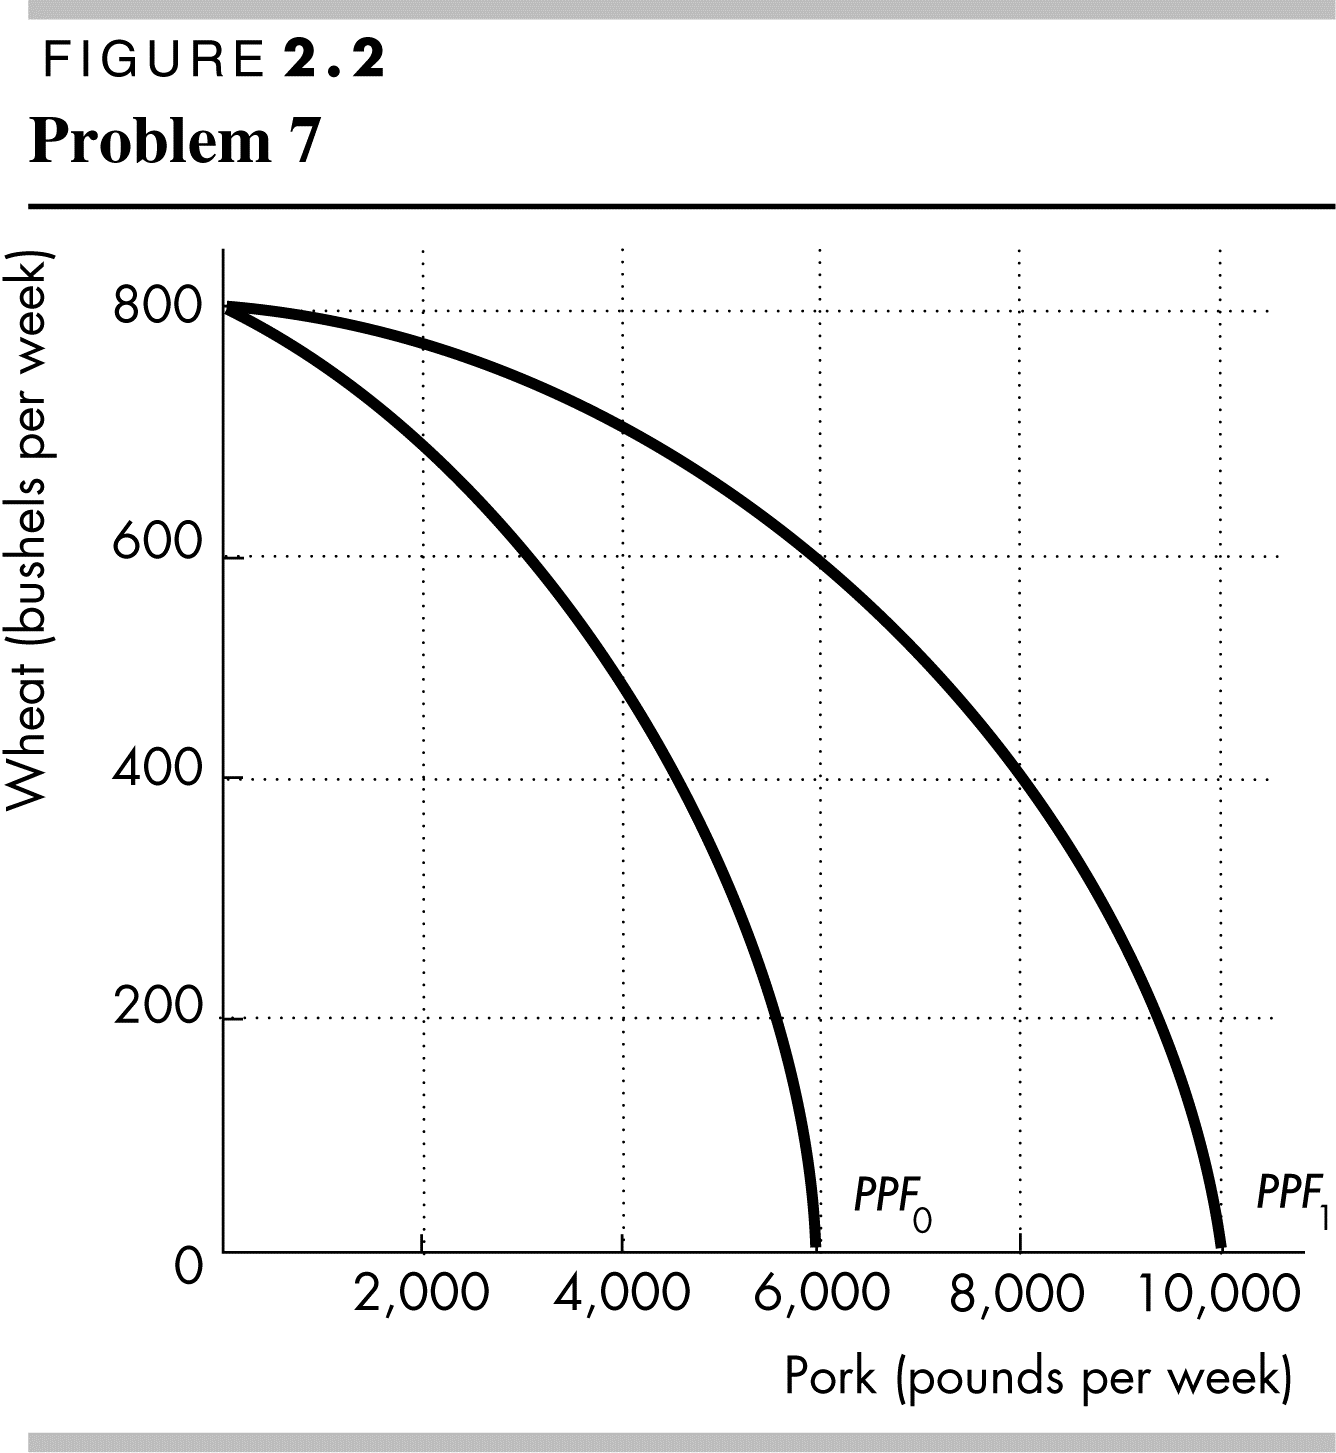 FIGURE 2.2
Problem 7
Wheat (bushels per week)
800
600
400
200
0
PPF0
PPF1
2,000 4,000 6,000 8,000 10,000
Pork (pounds per week)